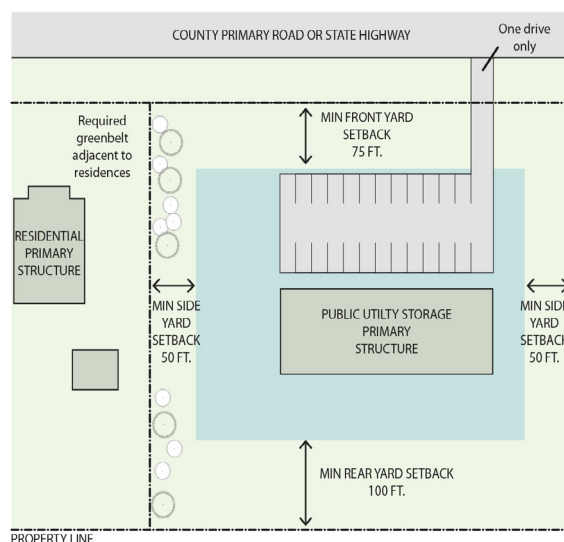 COUNTY PRIMARY ROAD OR STATE HIGHWAY
One drive
only
Required
greenbelt
adjacent to
residences
MIN FRONT YARD
SETBACK
75 FT.
RESIDENTIAL
PRIMARY
STRUCTURE
MIN SIDE
YARD
SETBACK
50 FT.
PUBLIC UTILTY STORAGE
PRIMARY
STRUCTURE
MIN SIDE
YARD
SETBACK
50 FT.
MIN REAR YARD SETBACK
100 FT.
PROPERTY LINE